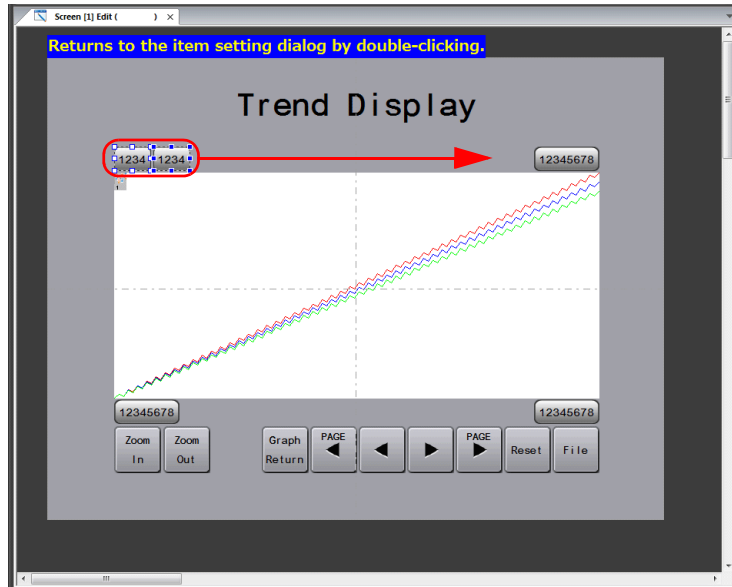 Screen [1] Edit ( ) ×
Returns to the item setting dialog by double-clicking.
Trend Display
1234 1234 12345678
1
12345678 12345678
Zoom In Zoom Out Graph Return PAGE PAGE Reset File